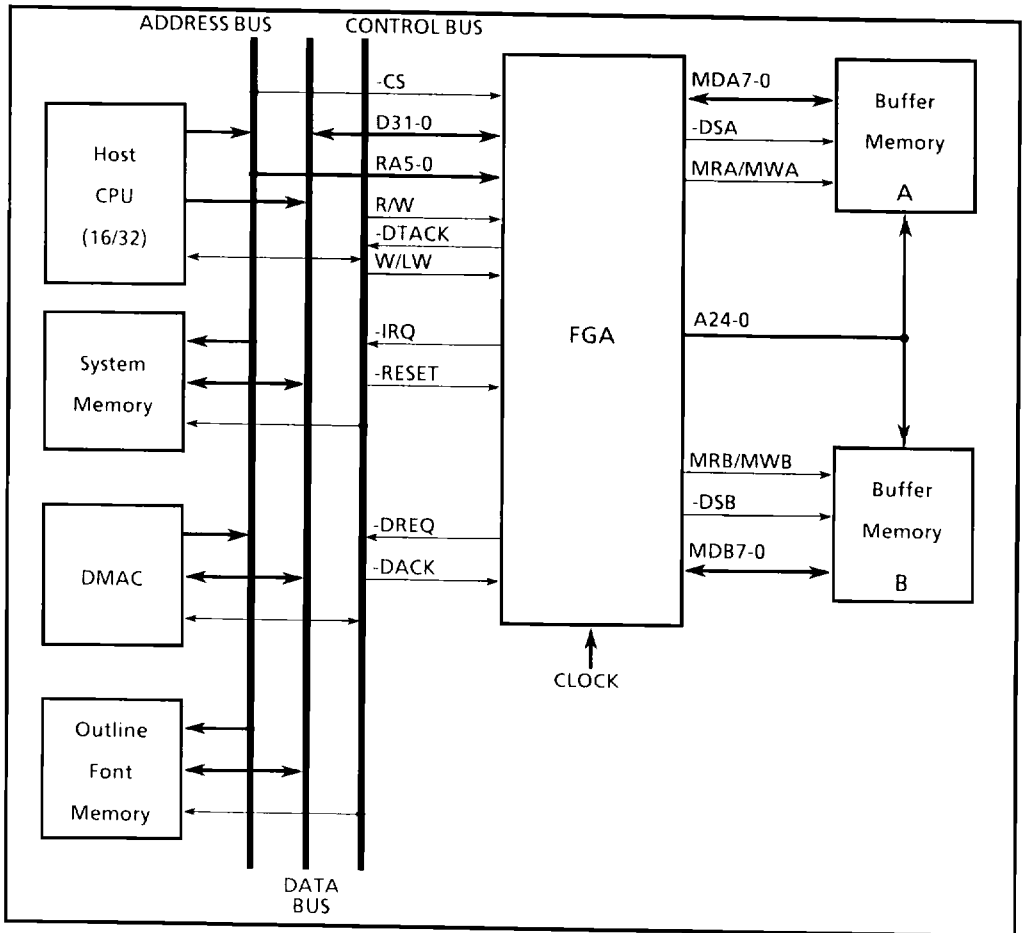 ADDRESS BUS
CONTROL BUS
-CS
D31-0
RA5-0
R/W
-DTACK
W/LW
-IRQ
-RESET
-DREQ
-DACK
Host
CPU
(16/32)
System
Memory
DMAC
Outline
Font
Memory
DATA
BUS
FGA
CLOCK
MDA7-0
-DSA
MRA/MWA
A24-0
MRB/MWB
-DSB
MDB7-0
Buffer
Memory
A
Buffer
Memory
B